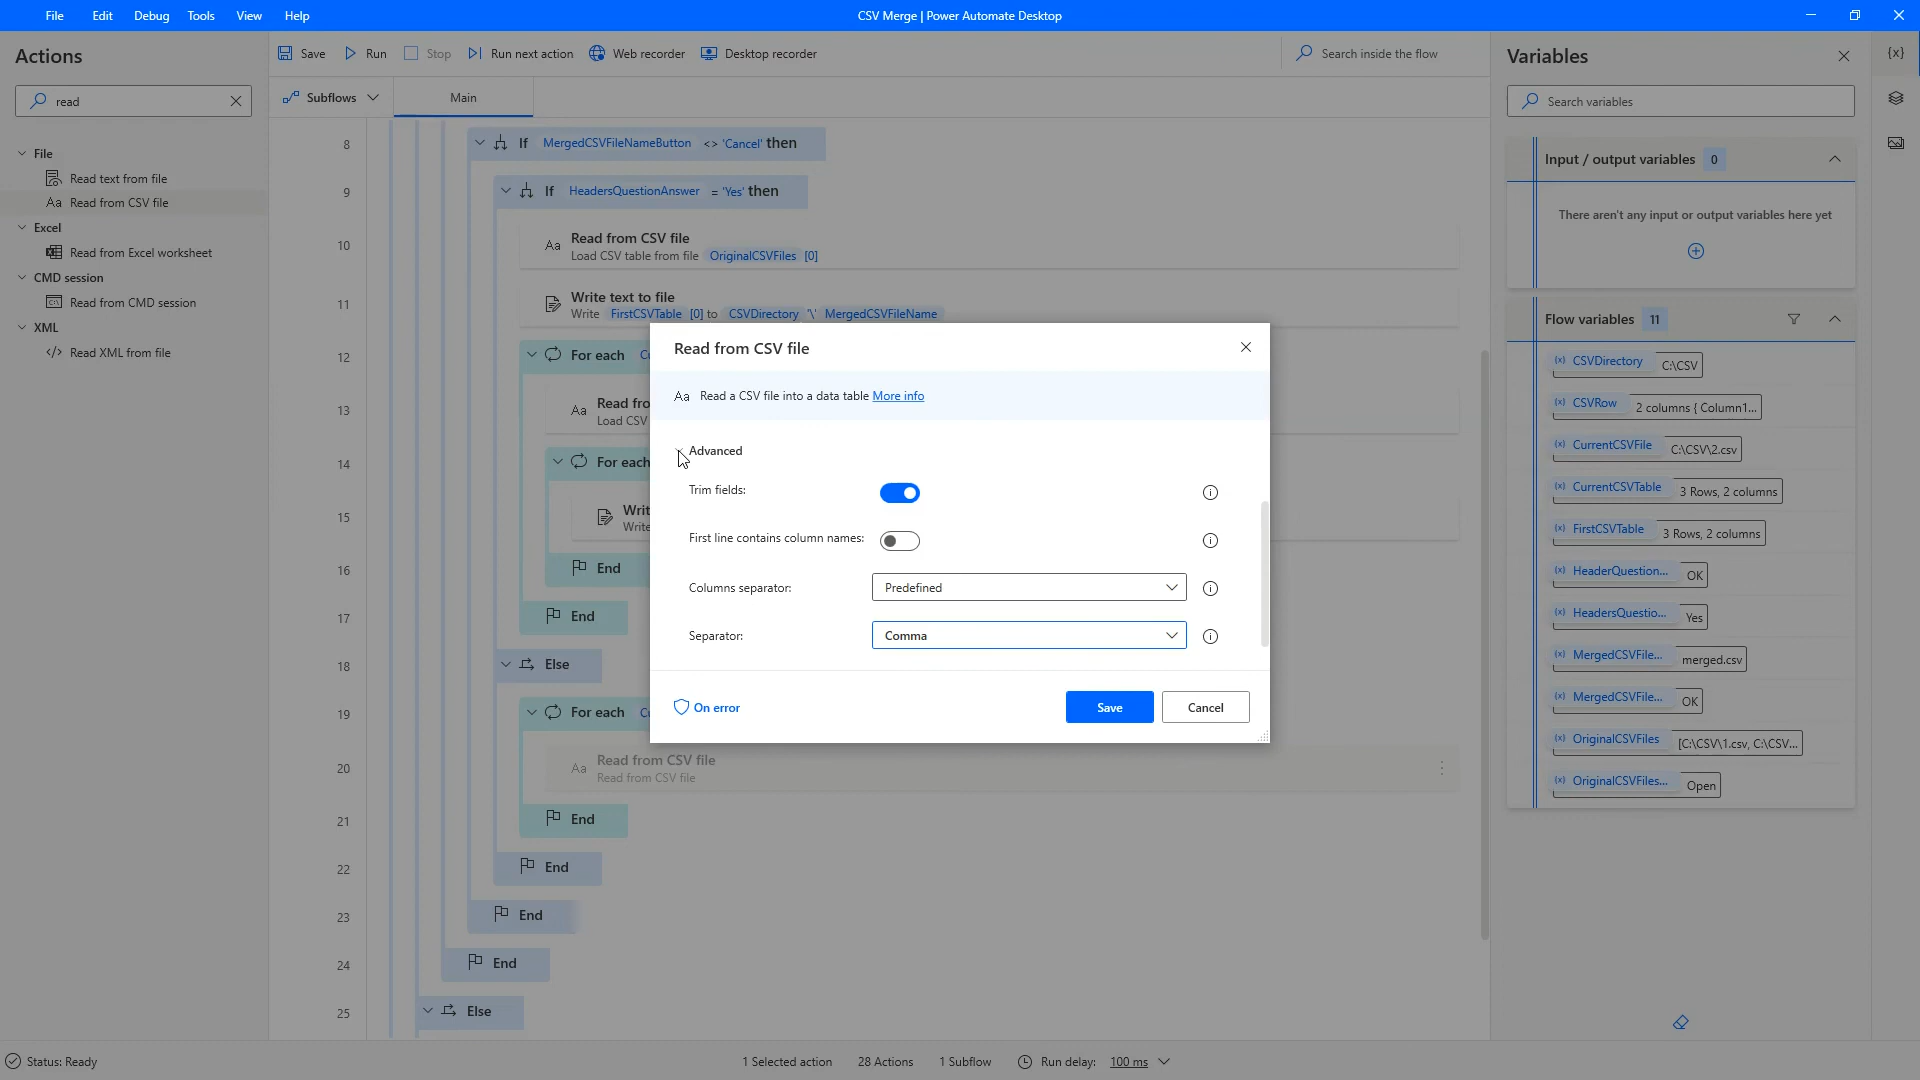 File Edit Debug Tools View Help
CSV Merge | Power Automate Desktop
Actions
read
File
Read text from file
Aa Read from CSV file
Excel
Read from Excel worksheet
CMD session
Read from CMD session
XML
</> Read XML from file
Save Run Stop Run next action Web recorder Desktop recorder
Search inside the flow
Subflows
Main
8 If MergedCSVFileNameButton <> 'Cancel' then
9 If HeadersQuestionAnswer = 'Yes' then
10 Aa Read from CSV file
Load CSV table from file OriginalCSVFiles [0]
11 Write text to file
Write FirstCSVTable [0] to CSVDirectory '\' MergedCSVFileName
12 For each
13 Aa Read fro
Load CSV
14 For each
15 Writ
Write
16 End
17 End
18 Else
19 For each
20 Aa Read from CSV file
Read from CSV file
21 End
22 End
23 End
24 End
25 Else
Read from CSV file
Aa Read a CSV file into a data table More info
Advanced
Trim fields:
First line contains column names:
Columns separator: Predefined
Separator: Comma
On error
Save
Cancel
Variables
{x}
Search variables
Input / output variables 0
There aren't any input or output variables here yet
Flow variables 11
(x) CSVDirectory C:\CSV
(x) CSVRow 2 columns { Column1...
(x) CurrentCSVFile C:\CSV\2.csv
(x) CurrentCSVTable 3 Rows, 2 columns
(x) FirstCSVTable 3 Rows, 2 columns
(x) HeaderQuestion... OK
(x) HeadersQuestio... Yes
(x) MergedCSVFile... merged.csv
(x) MergedCSVFile... OK
(x) OriginalCSVFiles [C:\CSV\1.csv, C:\CSV...
(x) OriginalCSVFiles... Open
Status: Ready
1 Selected action 28 Actions 1 Subflow Run delay: 100 ms